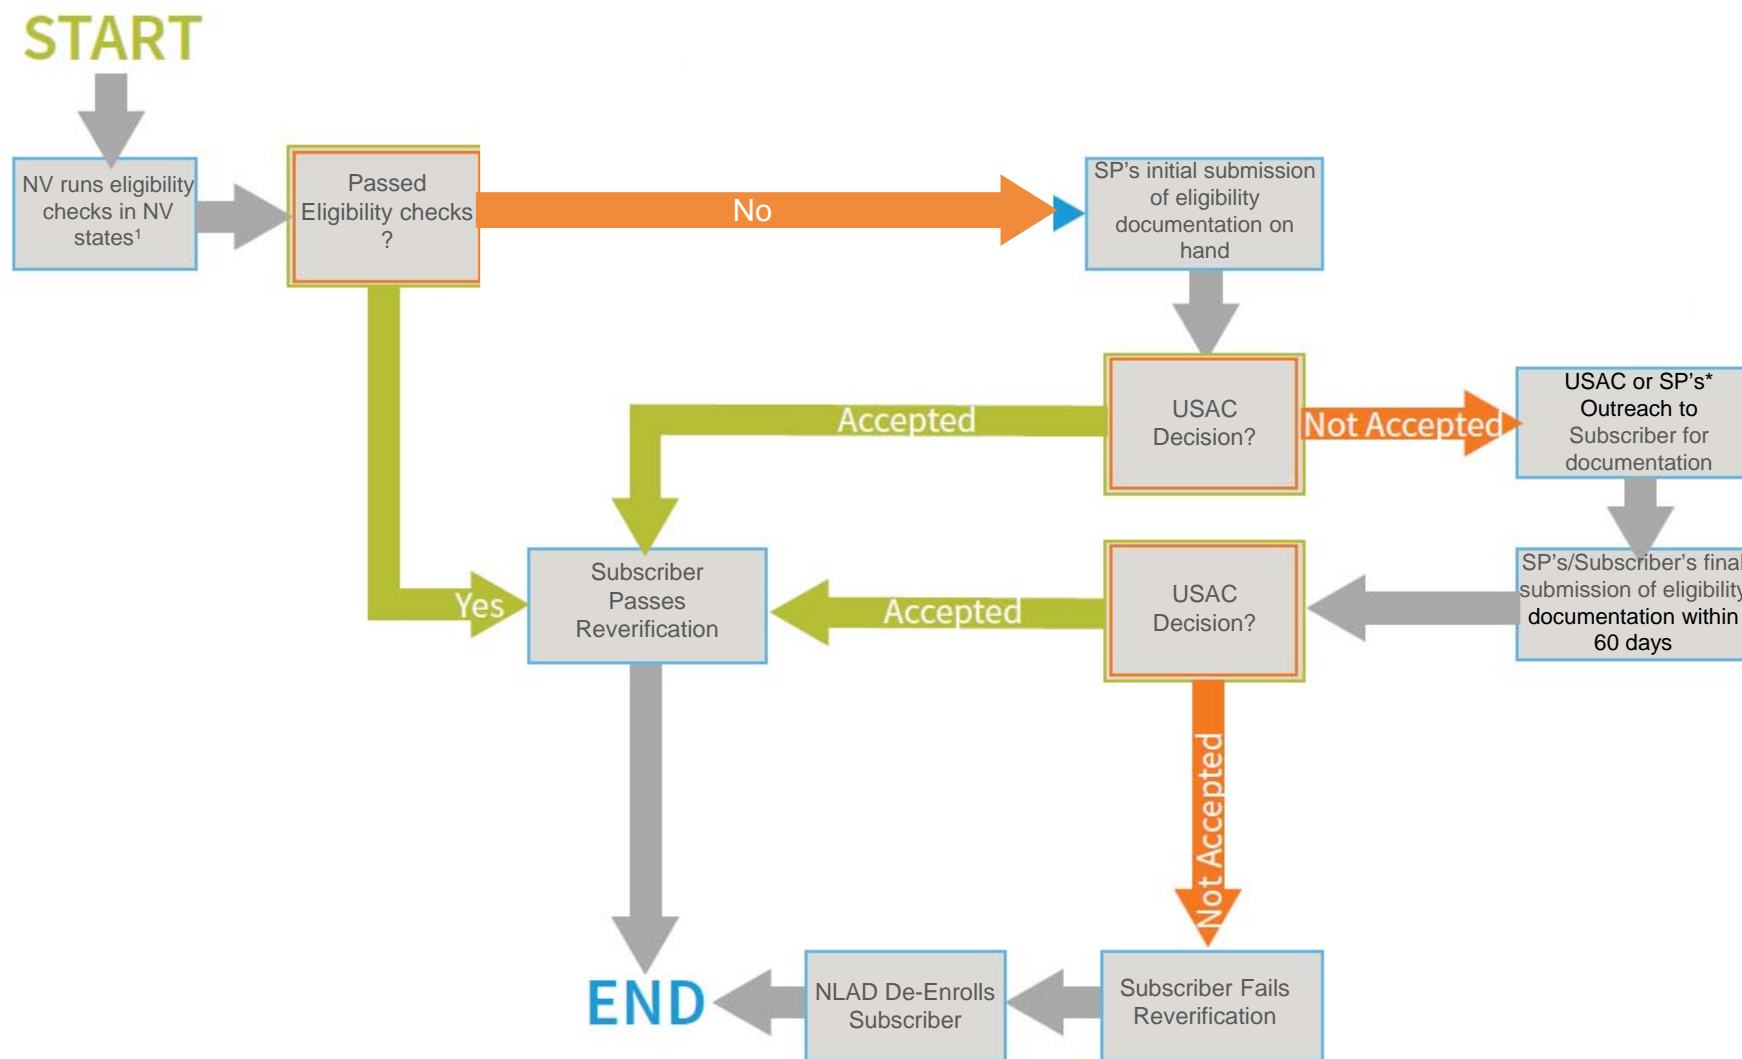 START
NV runs eligibility
checks in NV
states¹
Passed
Eligibility checks
?
No
SP's initial submission
of eligibility
documentation on
hand
USAC
Decision?
Accepted
Not Accepted
USAC or SP's*
Outreach to
Subscriber for
documentation
SP's/Subscriber's final
submission of eligibility
documentation within
60 days
USAC
Decision?
Accepted
Yes
Subscriber
Passes
Reverification
Not Accepted
Subscriber Fails
Reverification
NLAD De-Enrolls
Subscriber
END